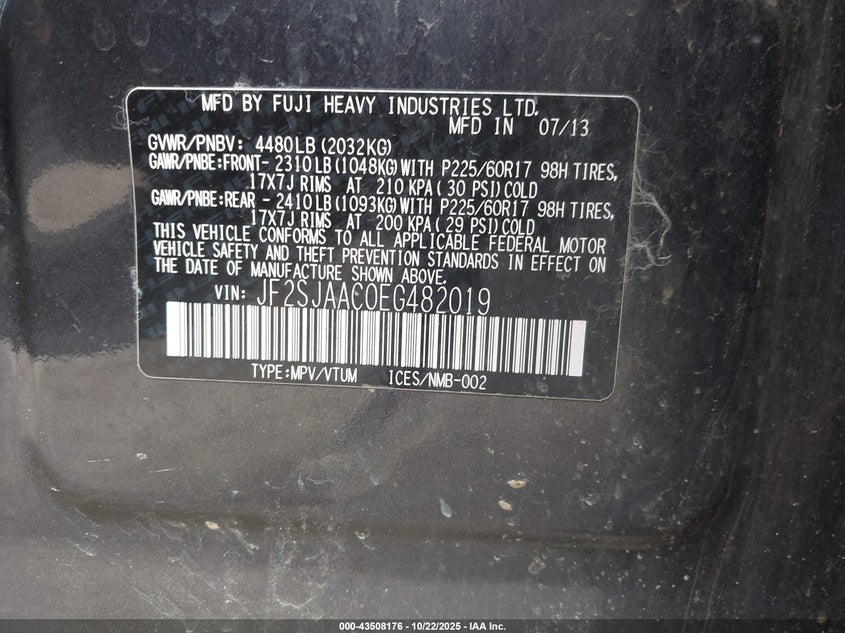 MFD BY FUJI HEAVY INDUSTRIES LTD.
MFD IN 07/13
GVWR/PNBV: 4480LB (2032KG)
GAWR/PNBE:FRONT- 2310LB (1048KG) WITH P225/60R17 98H TIRES,
17X7J RIMS AT 210 KPA ( 30 PSI) COLD
GAWR/PNBE:REAR - 2410LB (1093KG) WITH P225/60R17 98H TIRES,
17X7J RIMS AT 200 KPA ( 29 PSI) COLD
THIS VEHICLE CONFORMS TO ALL APPLICABLE FEDERAL MOTOR
VEHICLE SAFETY AND THEFT PREVENTION STANDARDS IN EFFECT ON
THE DATE OF MANUFACTURE SHOWN ABOVE.
VIN: JF2SJAAC0EG482019
TYPE:MPV/VTUM ICES/NMB-002
000-43508176 - 10/22/2025 - IAA Inc.